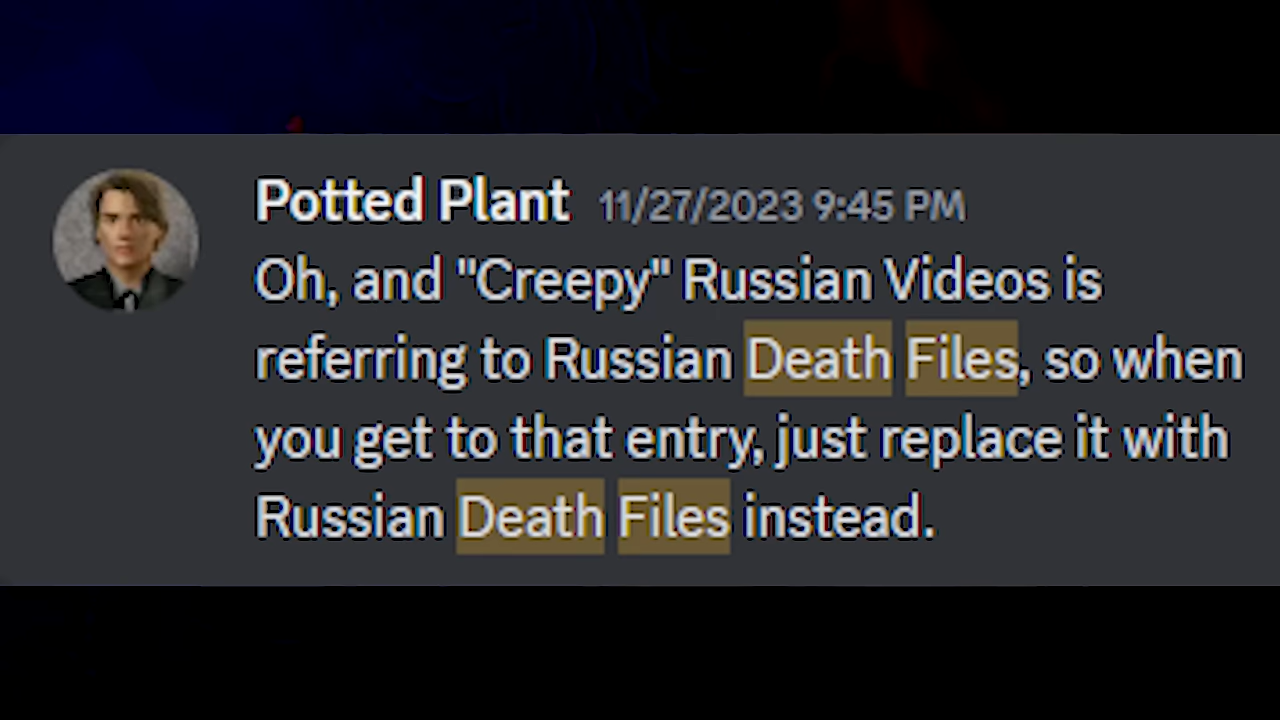 Potted Plant 11/27/2023 9:45 PM
Oh, and "Creepy" Russian Videos is
referring to Russian Death Files, so when
you get to that entry, just replace it with
Russian Death Files instead.